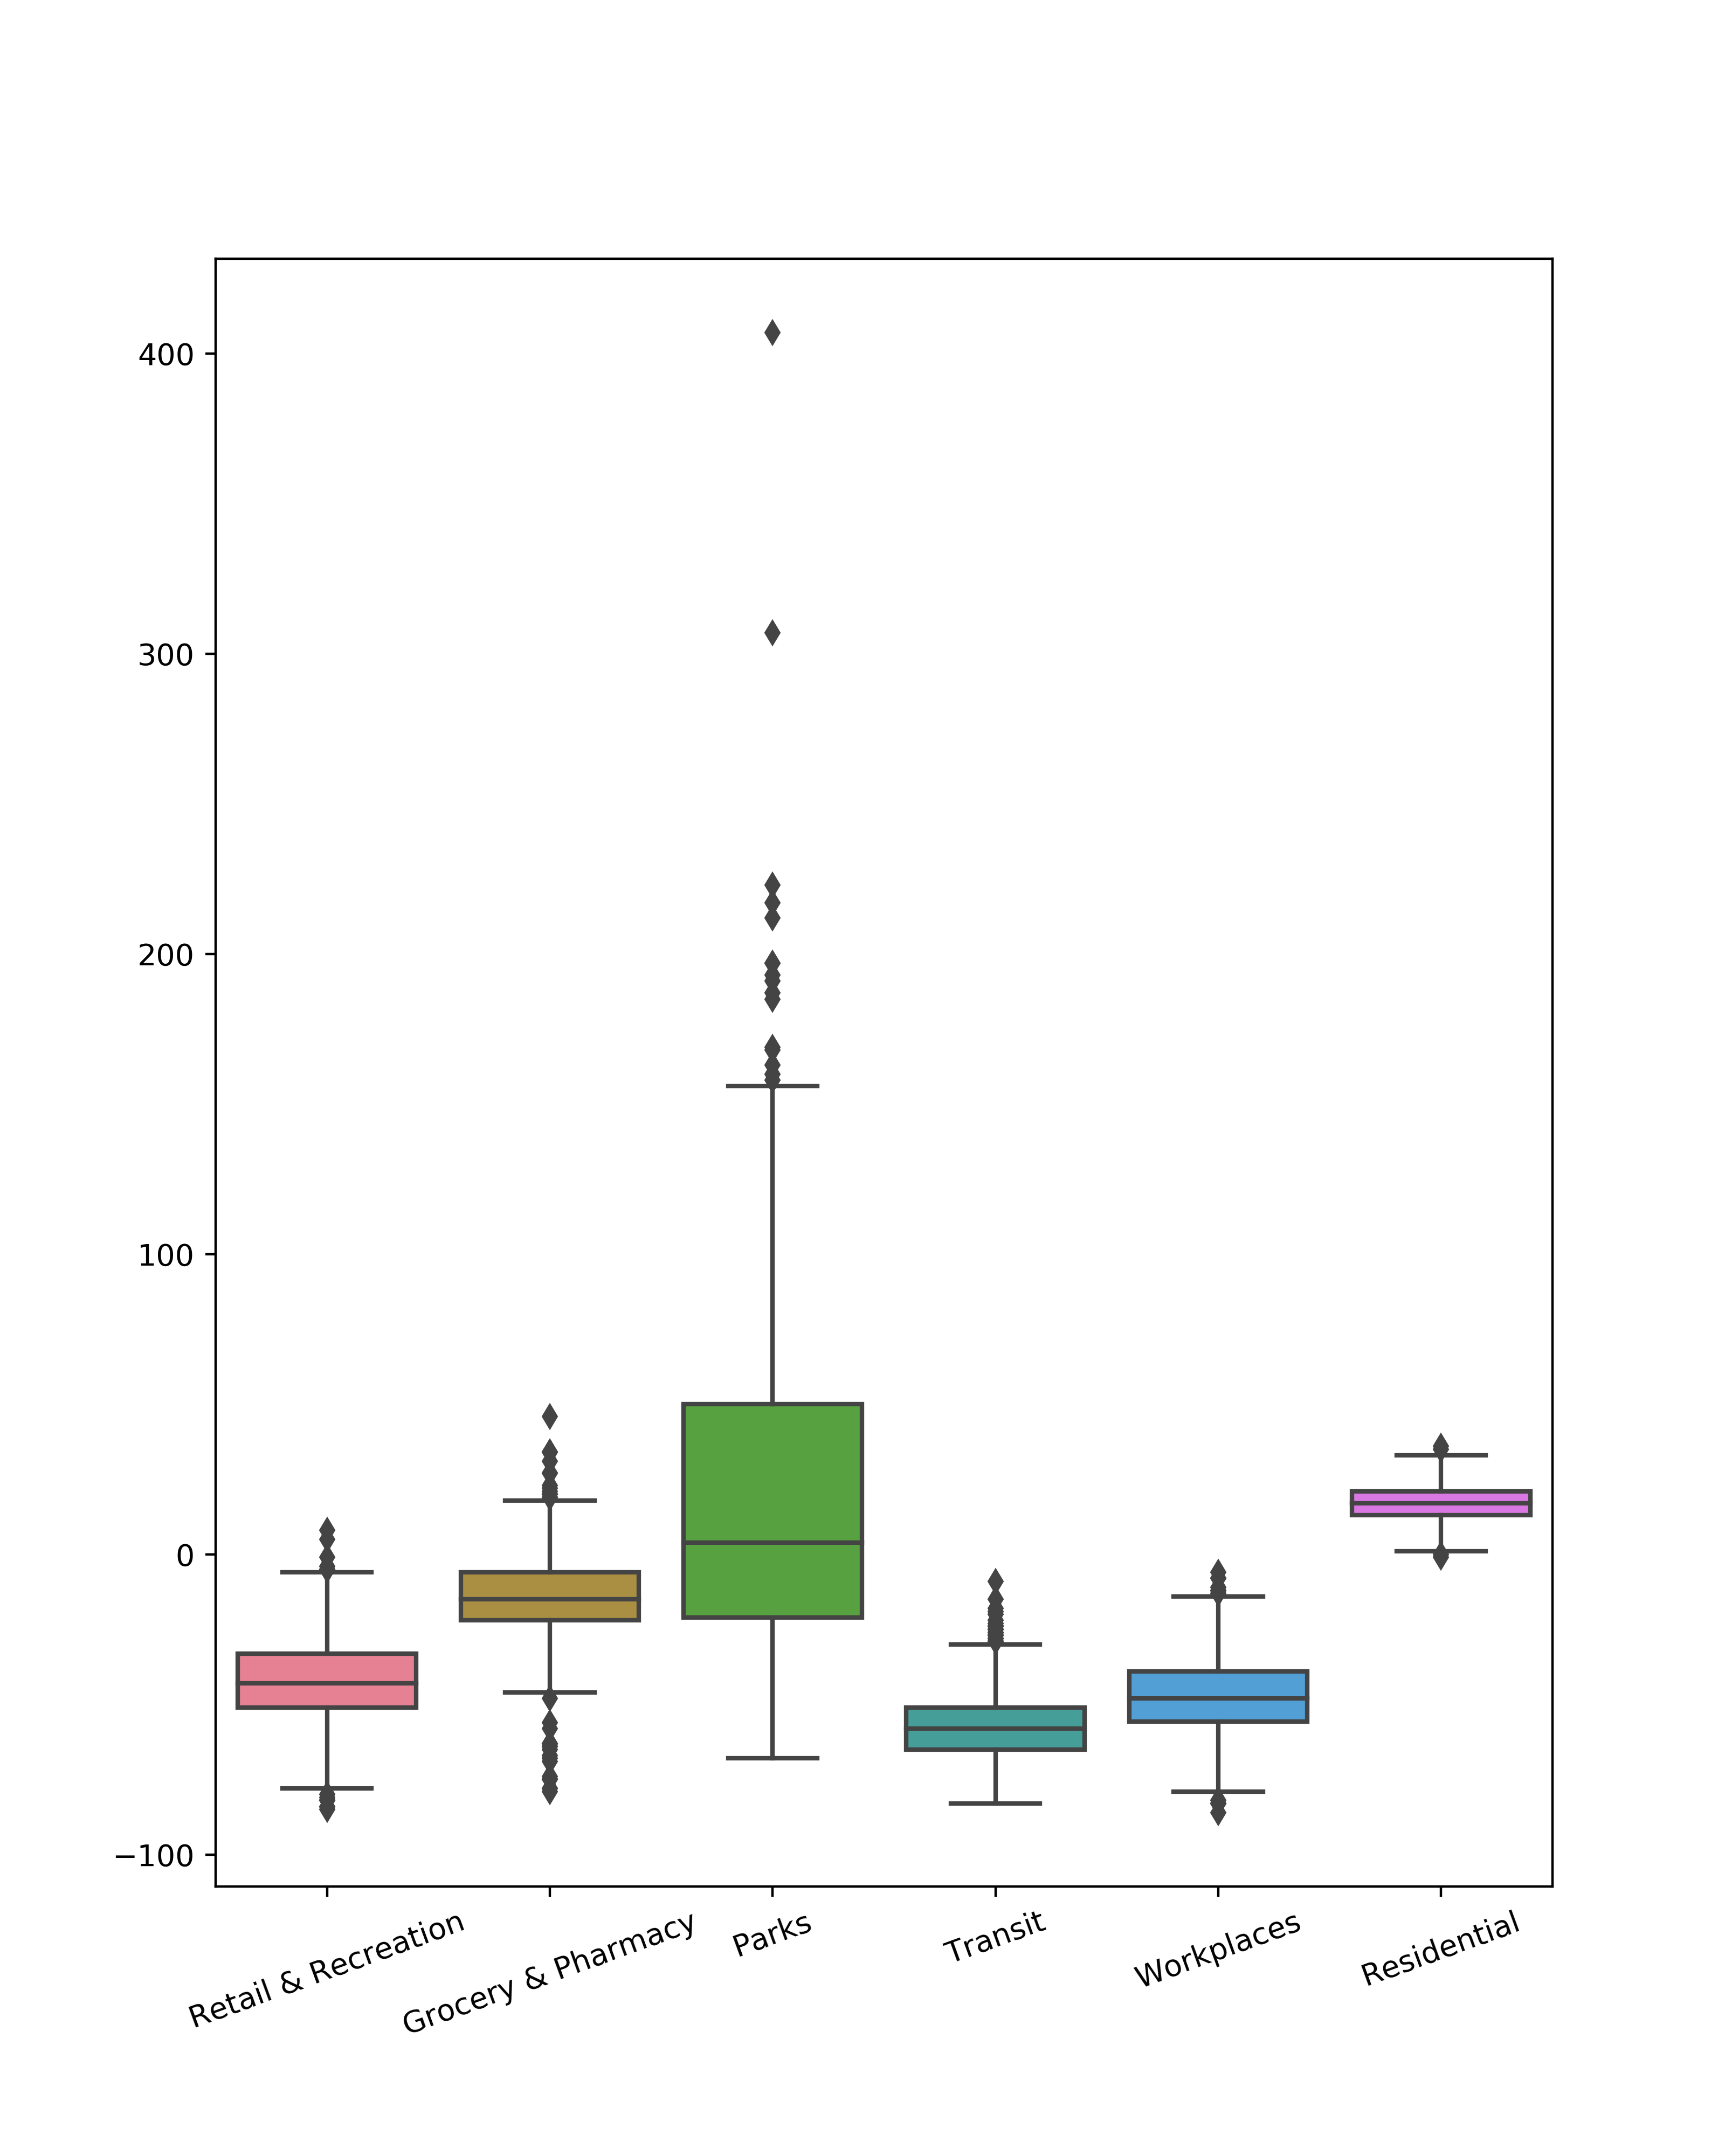 400
300
200
100
0
−100
Retail & Recreation
Grocery & Pharmacy
Parks
Transit
Workplaces
Residential